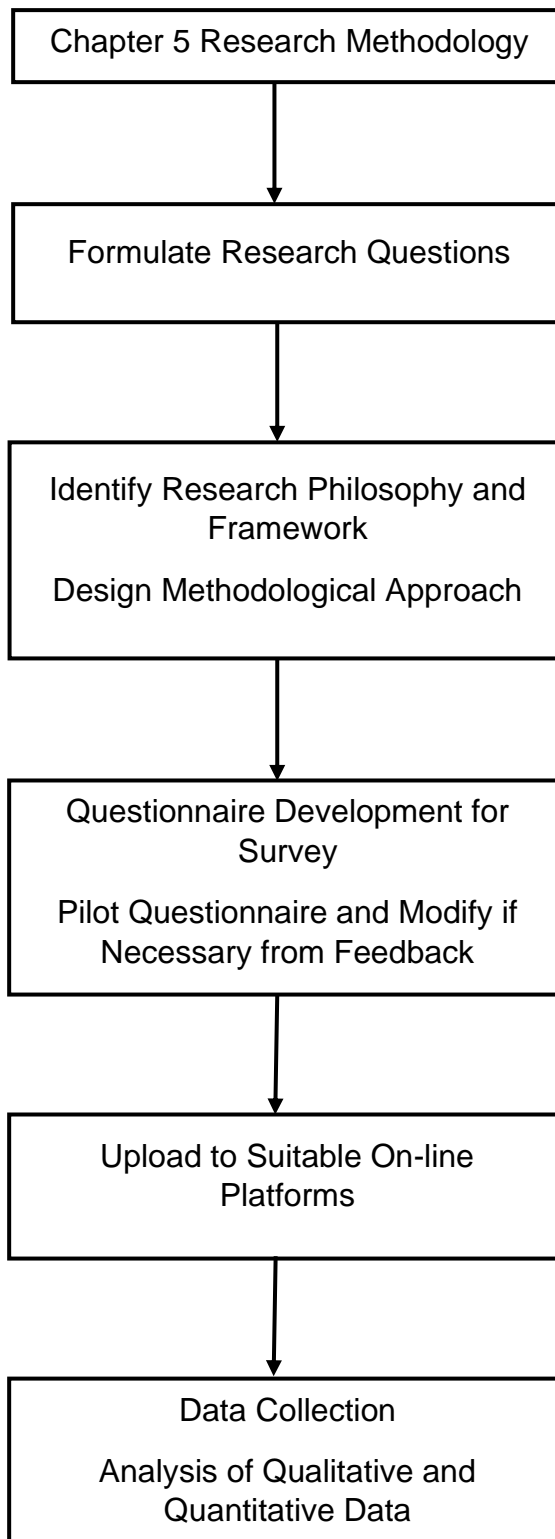 Chapter 5 Research Methodology
Formulate Research Questions
Identify Research Philosophy and
Framework
Design Methodological Approach
Questionnaire Development for
Survey
Pilot Questionnaire and Modify if
Necessary from Feedback
Upload to Suitable On-line
Platforms
Data Collection
Analysis of Qualitative and
Quantitative Data